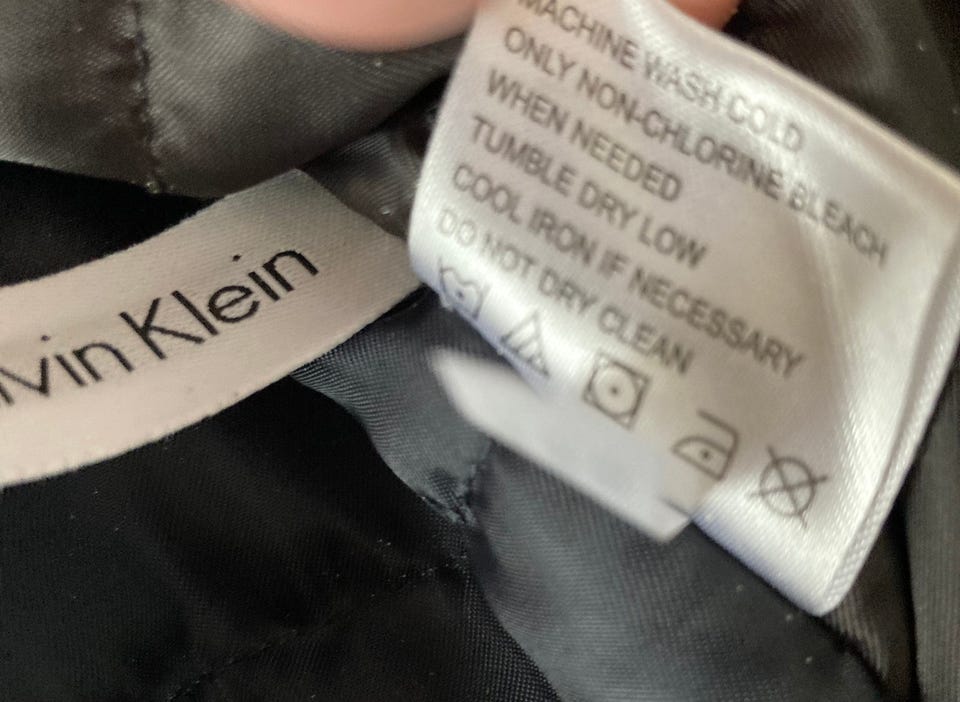 vin Klein
MACHINE WASH COLD
ONLY NON-CHLORINE BLEACH
WHEN NEEDED
TUMBLE DRY LOW
COOL IRON IF NECESSARY
DO NOT DRY CLEAN